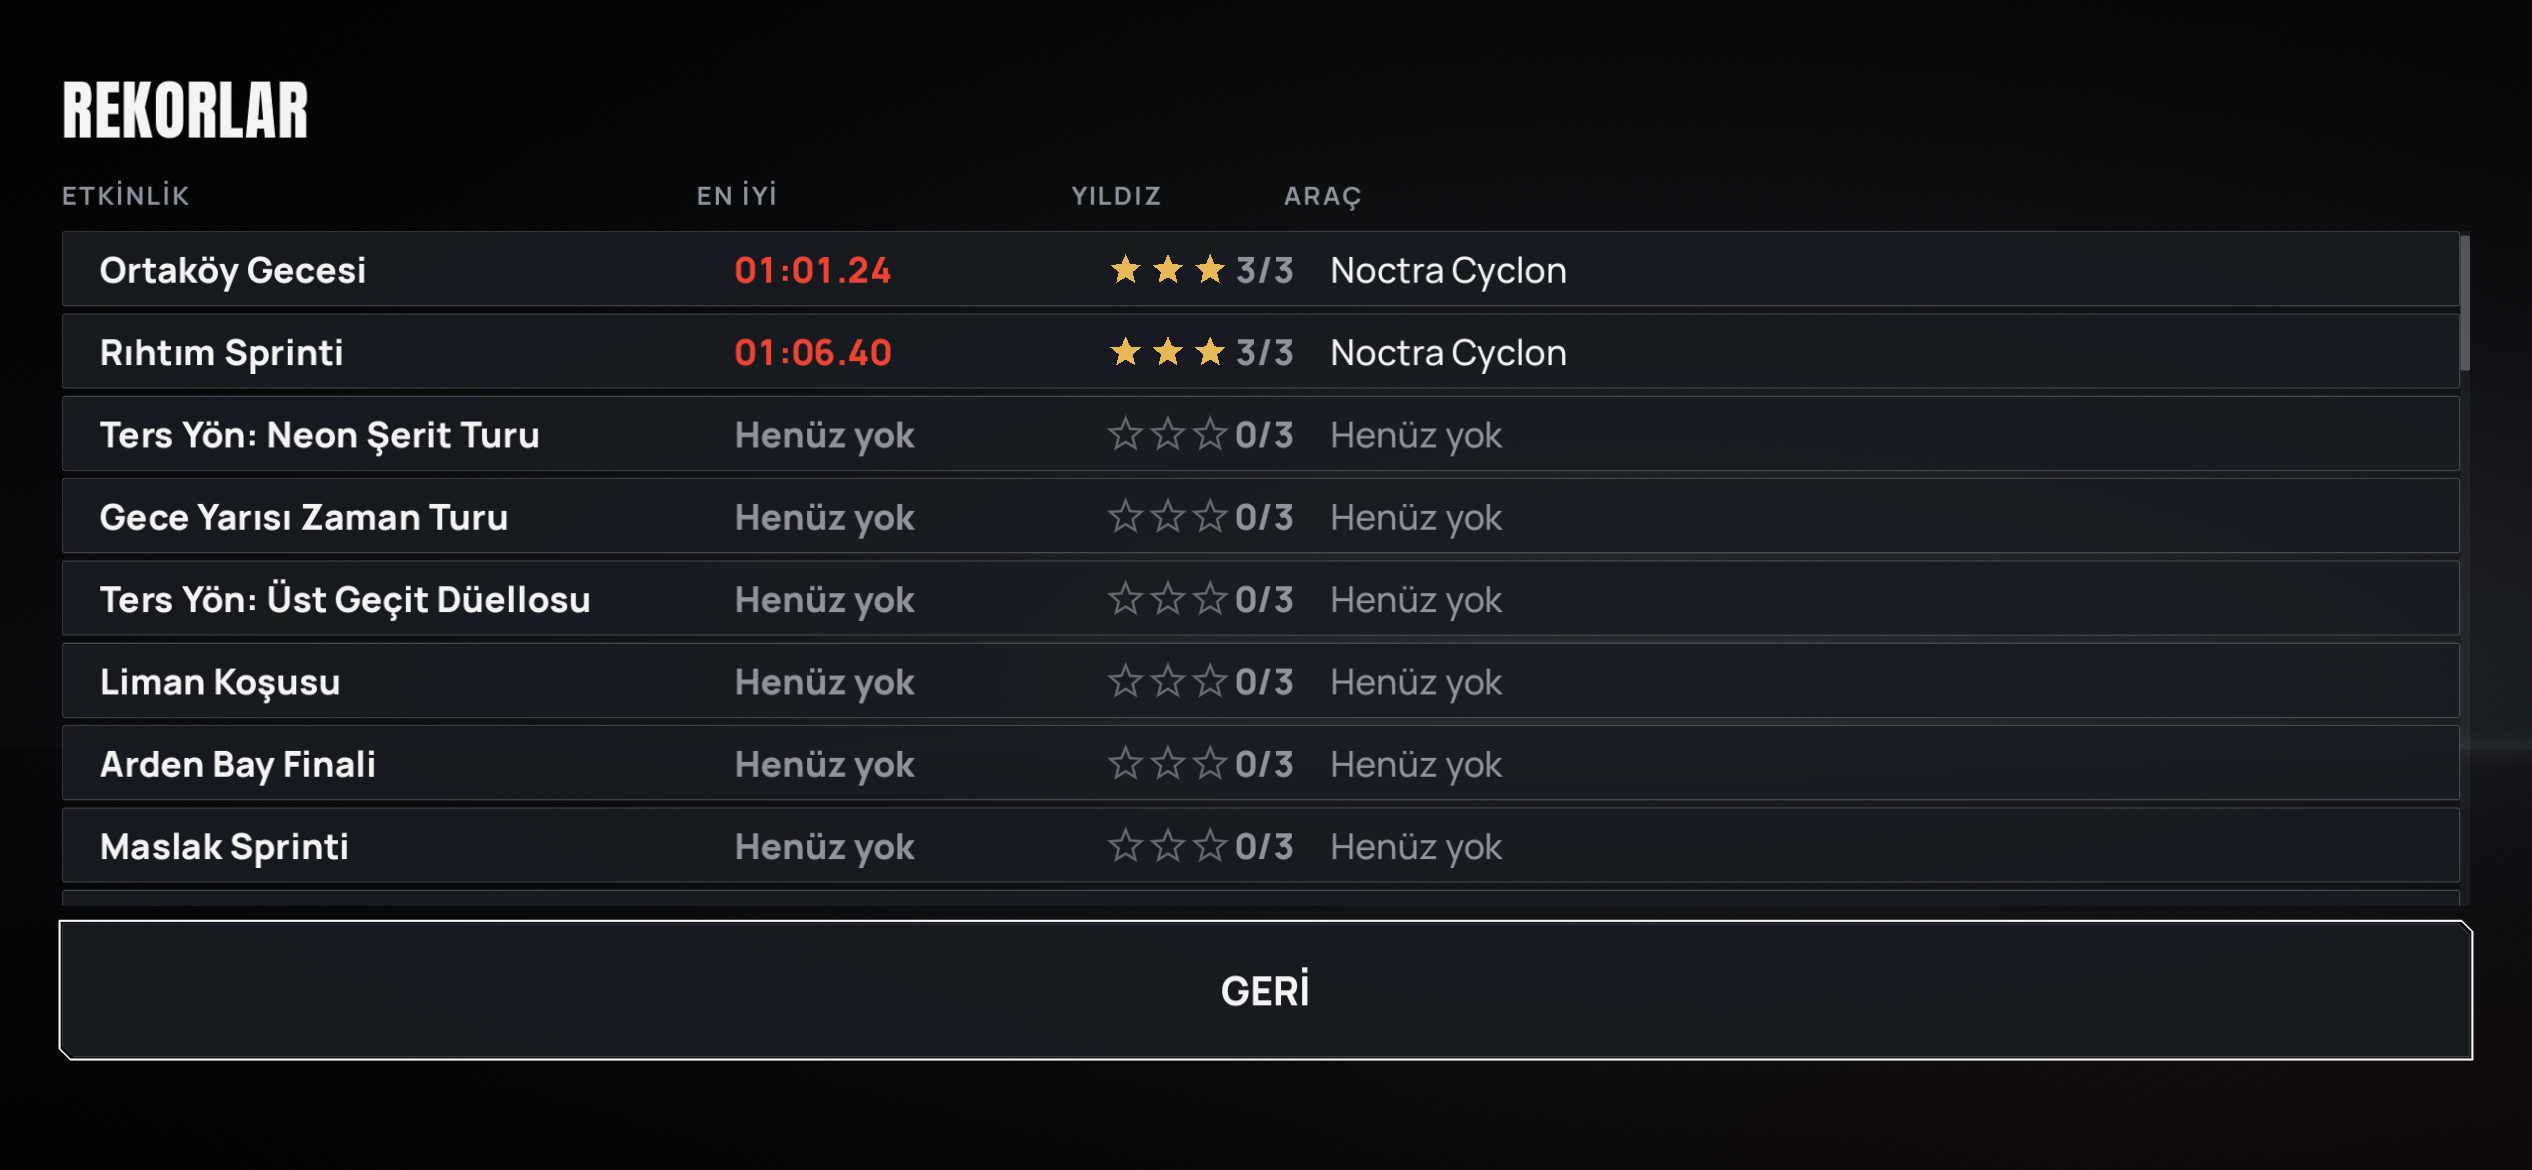 REKORLAR
ETKİNLİK EN İYİ YILDIZ ARAÇ
Ortaköy Gecesi 01:01.24 ★ ★ ★ 3/3 Noctra Cyclon
Rıhtım Sprinti 01:06.40 ★ ★ ★ 3/3 Noctra Cyclon
Ters Yön: Neon Şerit Turu Henüz yok ☆ ☆ ☆ 0/3 Henüz yok
Gece Yarısı Zaman Turu Henüz yok ☆ ☆ ☆ 0/3 Henüz yok
Ters Yön: Üst Geçit Düellosu Henüz yok ☆ ☆ ☆ 0/3 Henüz yok
Liman Koşusu Henüz yok ☆ ☆ ☆ 0/3 Henüz yok
Arden Bay Finali Henüz yok ☆ ☆ ☆ 0/3 Henüz yok
Maslak Sprinti Henüz yok ☆ ☆ ☆ 0/3 Henüz yok
GERİ